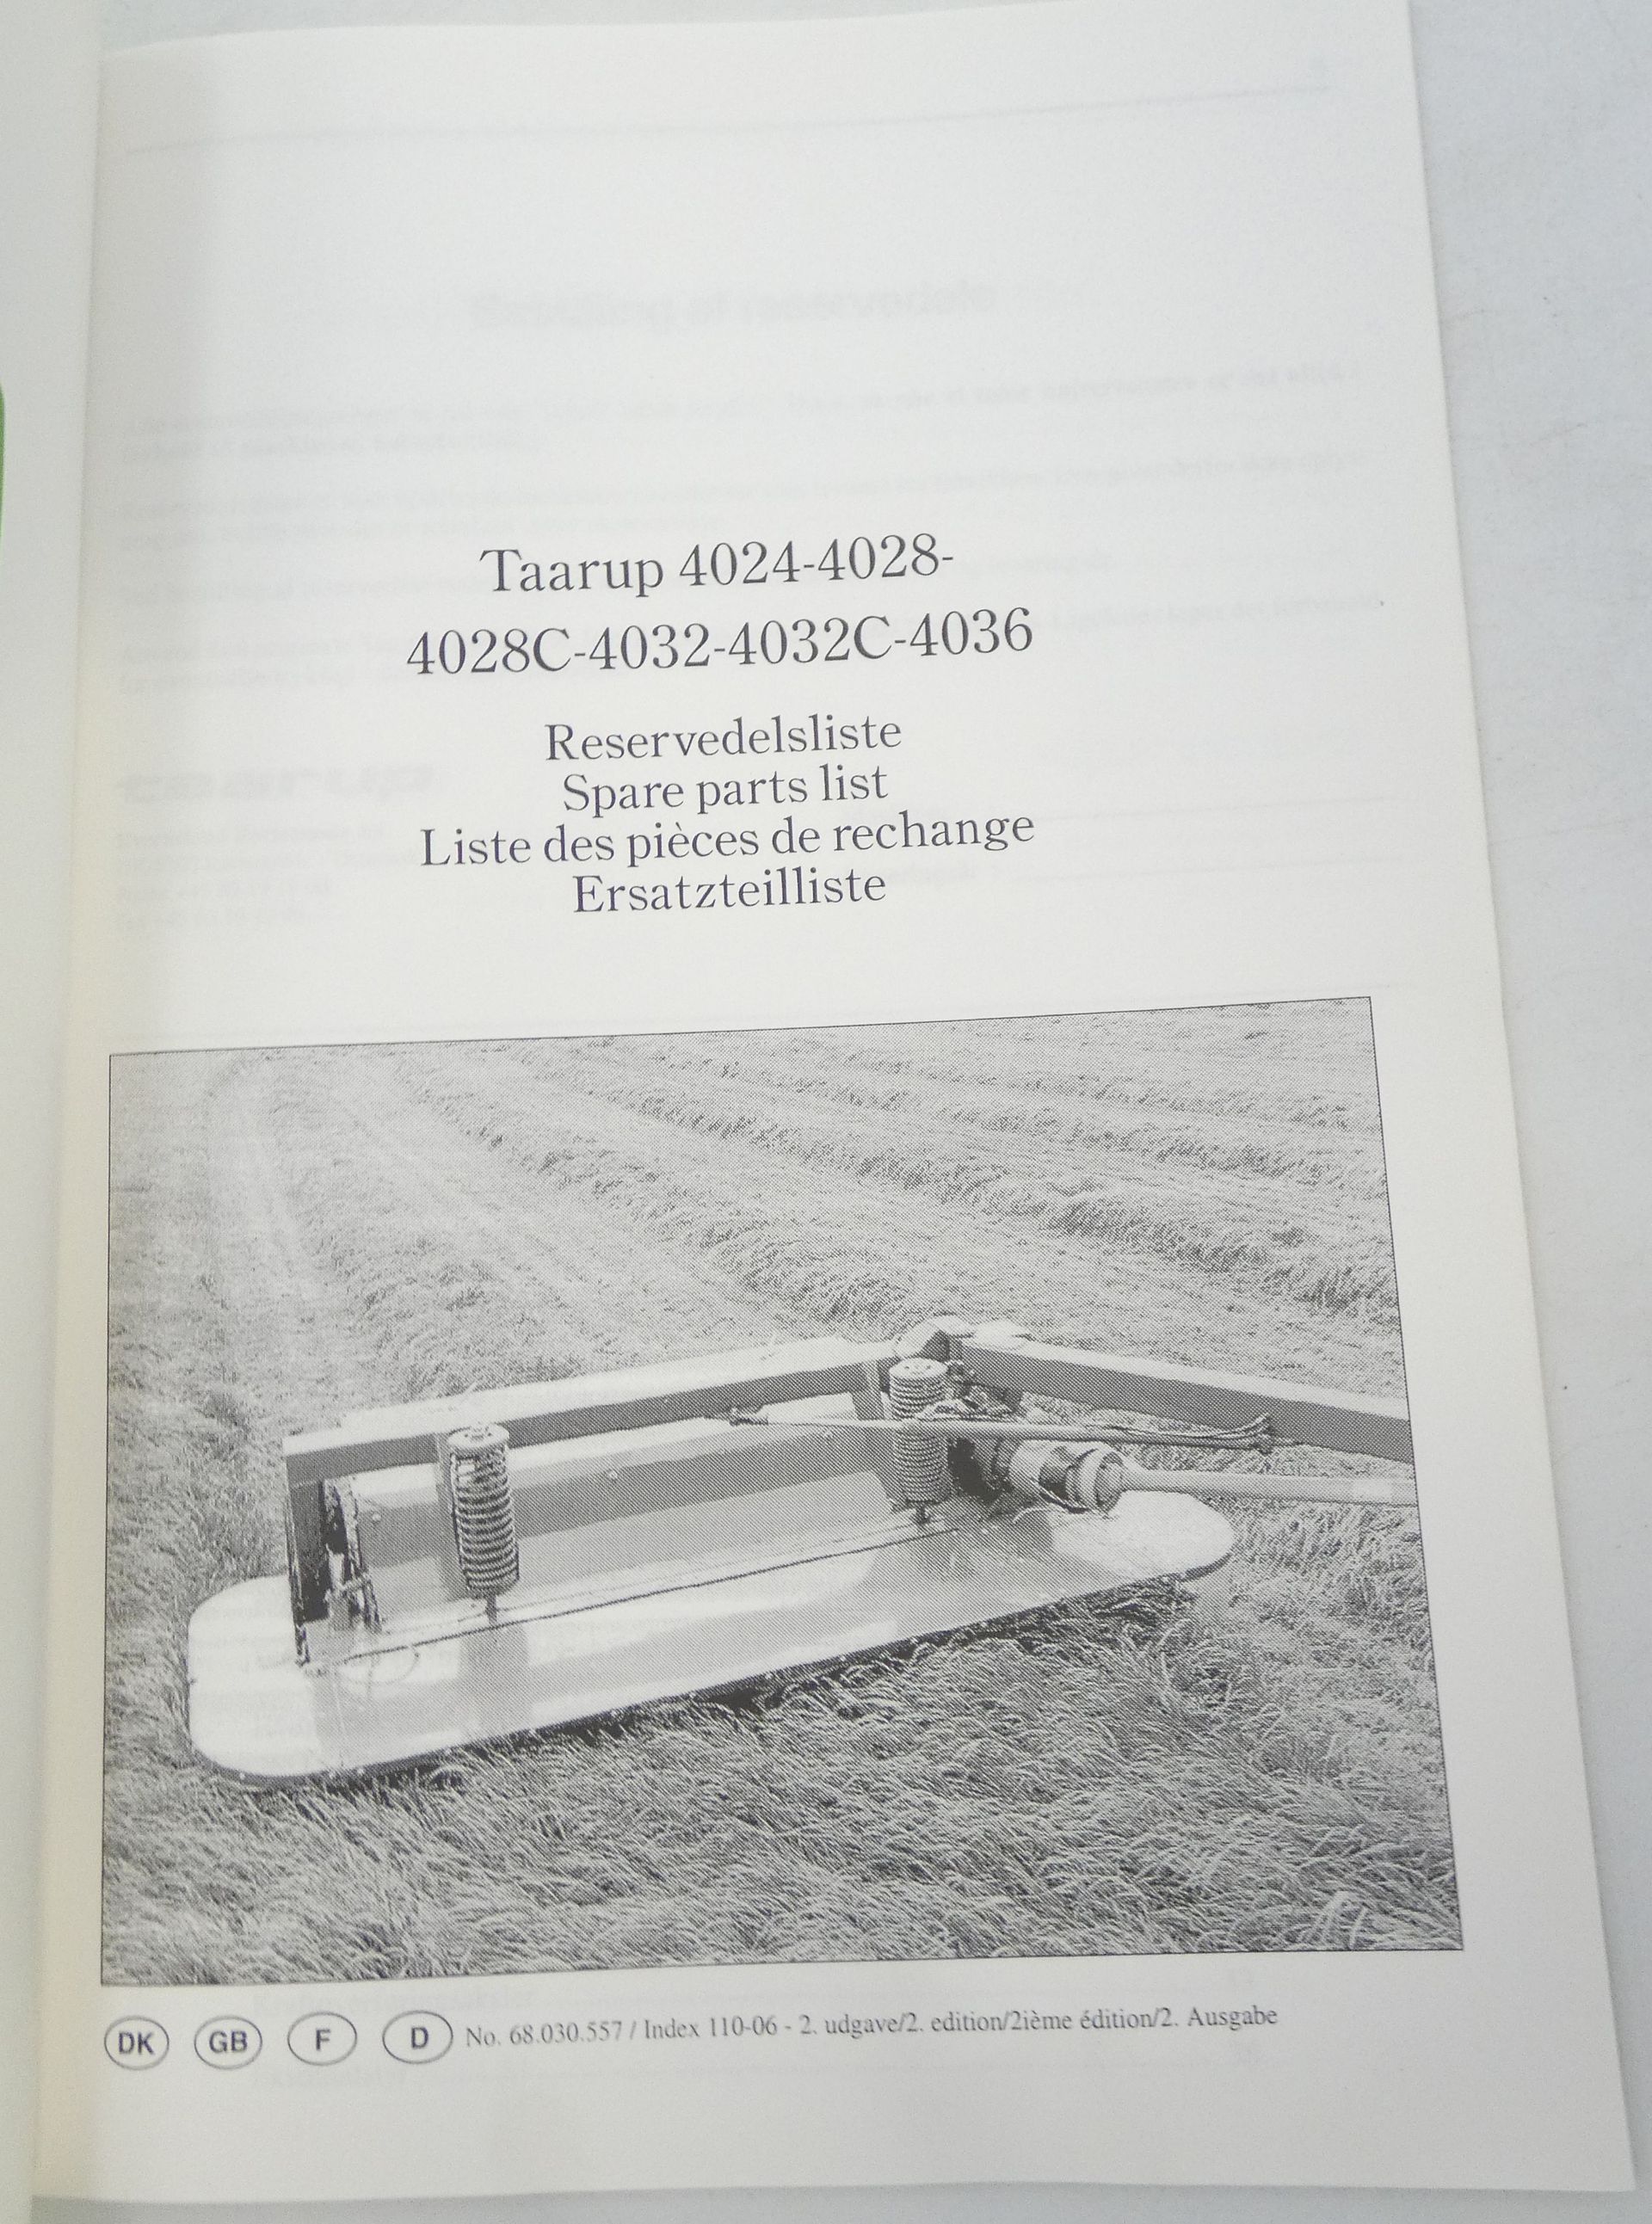 Taarup 4024-4028-
4028C-4032-4032C-4036
Reservedelsliste
Spare parts list
Liste des pièces de rechange
Ersatzteilliste
DK GB F D No. 68.030.557 / Index 110-06 - 2. udgave/2. edition/2ième édition/2. Ausgabe